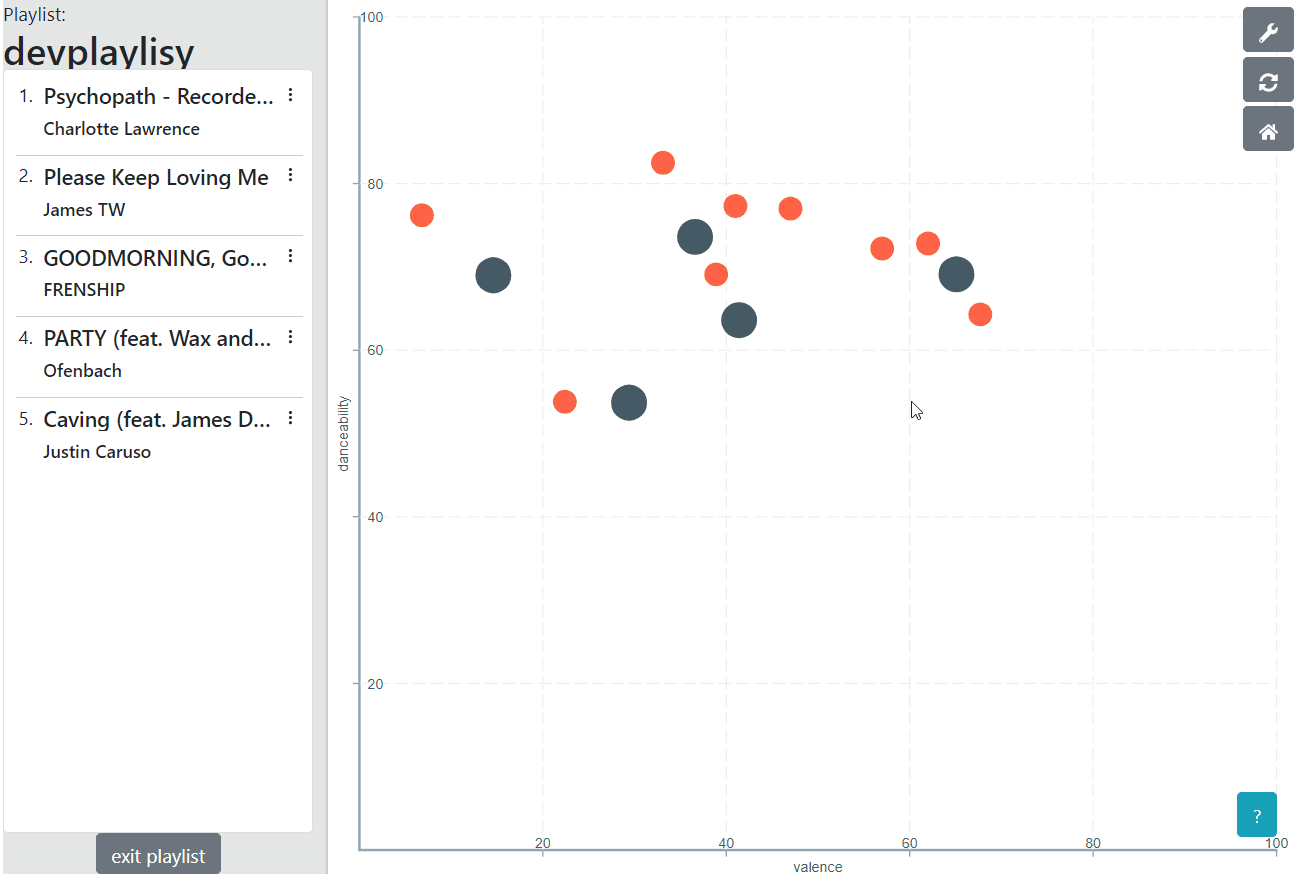 Playlist:
devplaylisy
1. Psychopath - Recorde...
Charlotte Lawrence
2. Please Keep Loving Me
James TW
3. GOODMORNING, Go...
FRENSHIP
4. PARTY (feat. Wax and...
Ofenbach
5. Caving (feat. James D...
Justin Caruso
exit playlist
100
80
60
40
20
danceability
20 40 60 80 100
valence
?